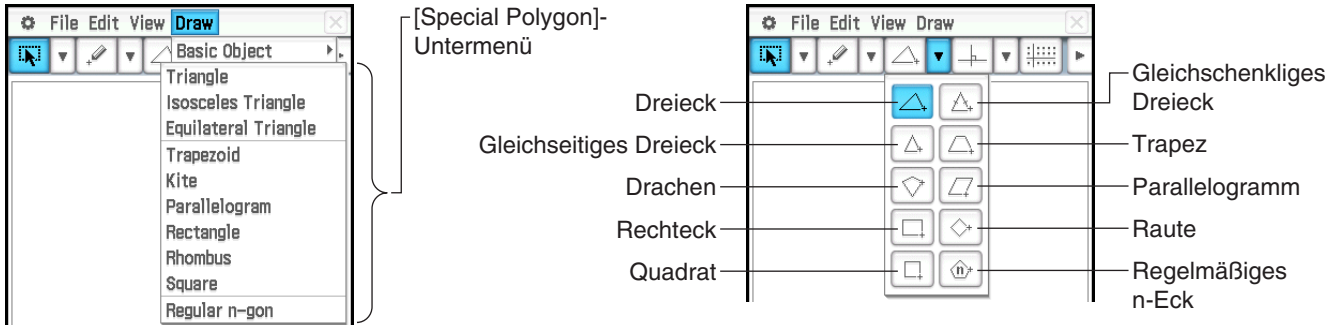 File Edit View Draw
Basic Object
Triangle
Isosceles Triangle
Equilateral Triangle
Trapezoid
Kite
Parallelogram
Rectangle
Rhombus
Square
Regular n-gon
[Special Polygon]-
Untermenü
File Edit View Draw
Dreieck
Gleichseitiges Dreieck
Drachen
Rechteck
Quadrat
n
Gleichschenkliges
Dreieck
Trapez
Parallelogramm
Raute
Regelmäßiges
n-Eck